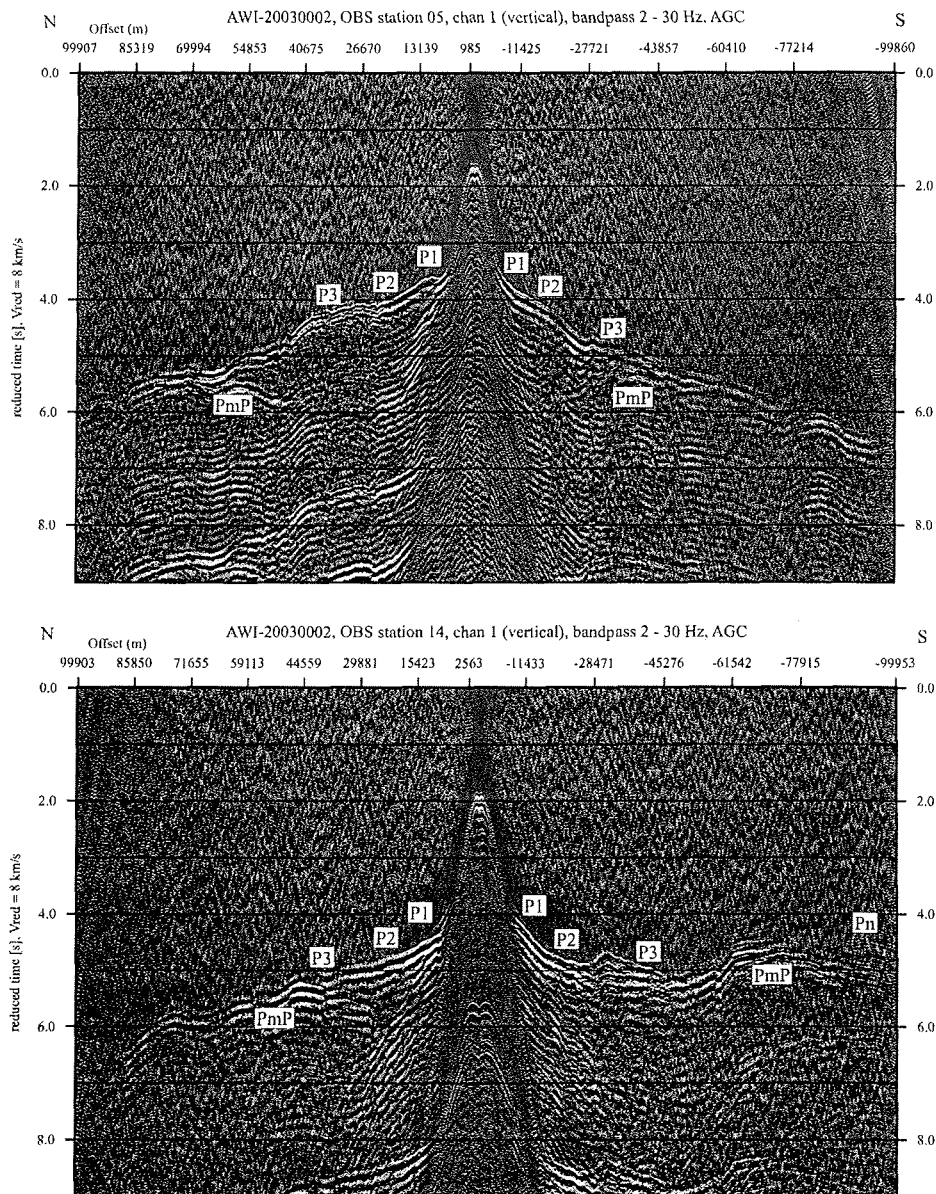 AWI-20030002, OBS station 05, chan 1 (vertical), bandpass 2 - 30 Hz, AGC
N S
Offset (m)
99907 85319 69994 54853 40675 26670 13139 985 -11425 -27721 -43857 -60410 -77214 -99860
0.0 0.0
2.0 2.0
P1 P1
P2 P2
P3
4.0 4.0
P3
PmP PmP
6.0 6.0
8.0 8.0
reduced time [s], Vred = 8 km/s
AWI-20030002, OBS station 14, chan 1 (vertical), bandpass 2 - 30 Hz, AGC
N S
Offset (m)
99903 85850 71655 59113 44559 29881 15423 2563 -11433 -28471 -45276 -61542 -77915 -99953
0.0 0.0
2.0 2.0
P1 P1
4.0 4.0
Pn
P2 P2
P3 P3
PmP
PmP
6.0 6.0
8.0 8.0
reduced time [s], Vred = 8 km/s